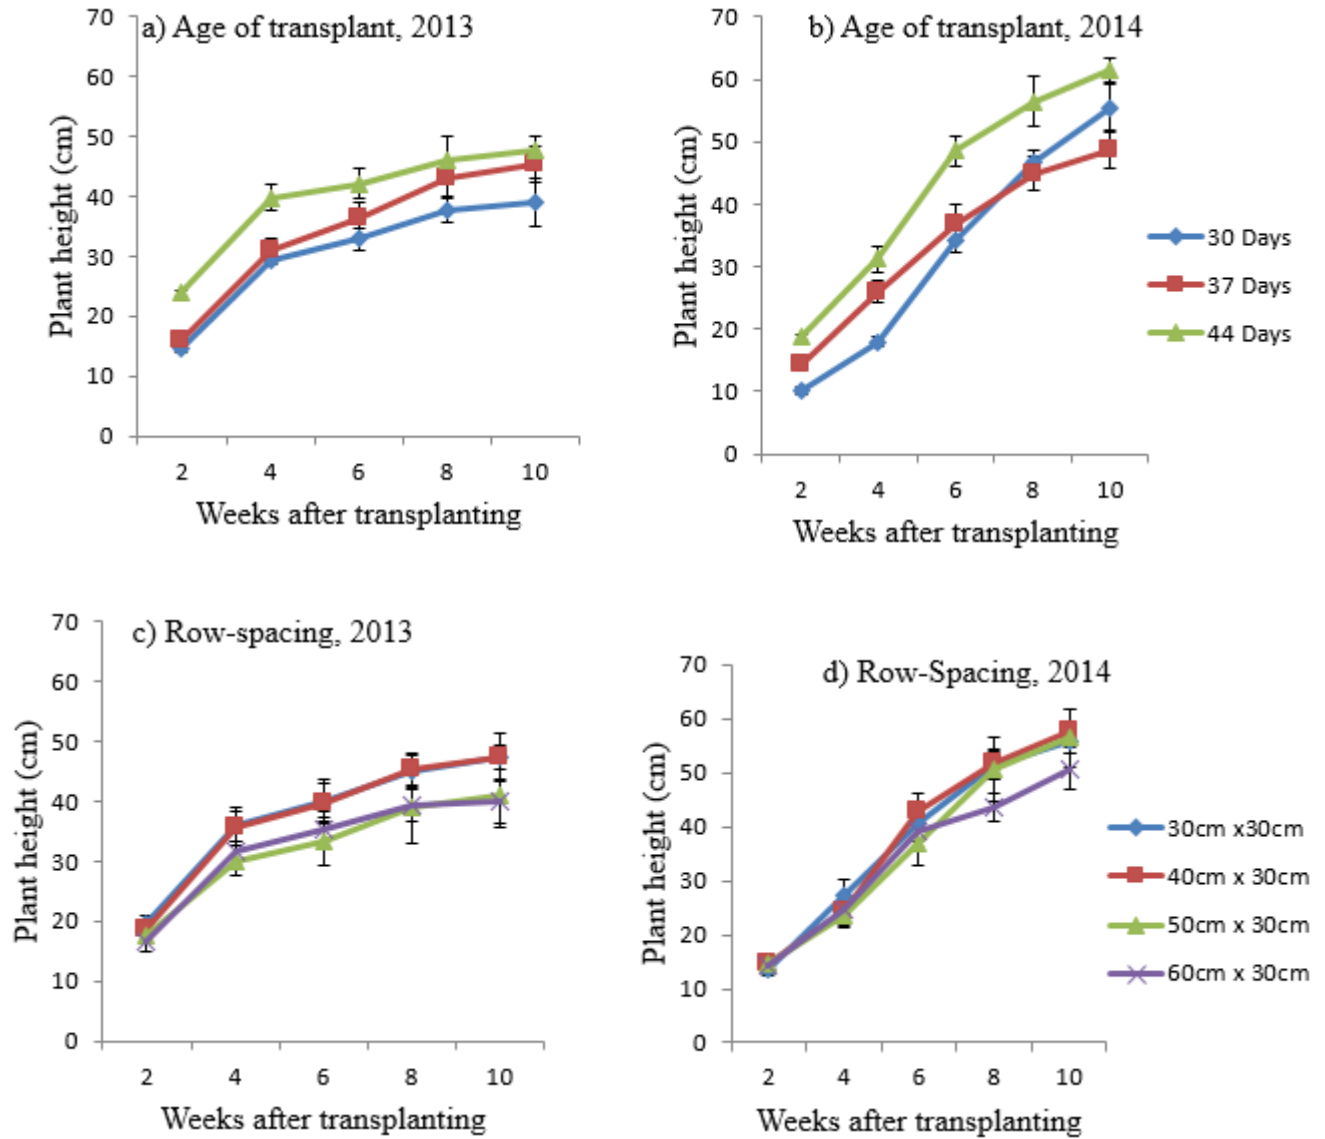 a) Age of transplant, 2013
70
60
50
40
30
20
10
0
Plant height (cm)
2 4 6 8 10
Weeks after transplanting
b) Age of transplant, 2014
70
60
50
40
30
20
10
0
Plant height (cm)
2 4 6 8 10
Weeks after transplanting
30 Days
37 Days
44 Days
c) Row-spacing, 2013
70
60
50
40
30
20
10
0
Plant height (cm)
2 4 6 8 10
Weeks after transplanting
d) Row-Spacing, 2014
70
60
50
40
30
20
10
0
Plant height (cm)
2 4 6 8 10
Weeks after transplanting
30cm x30cm
40cm x 30cm
50cm x 30cm
60cm x 30cm